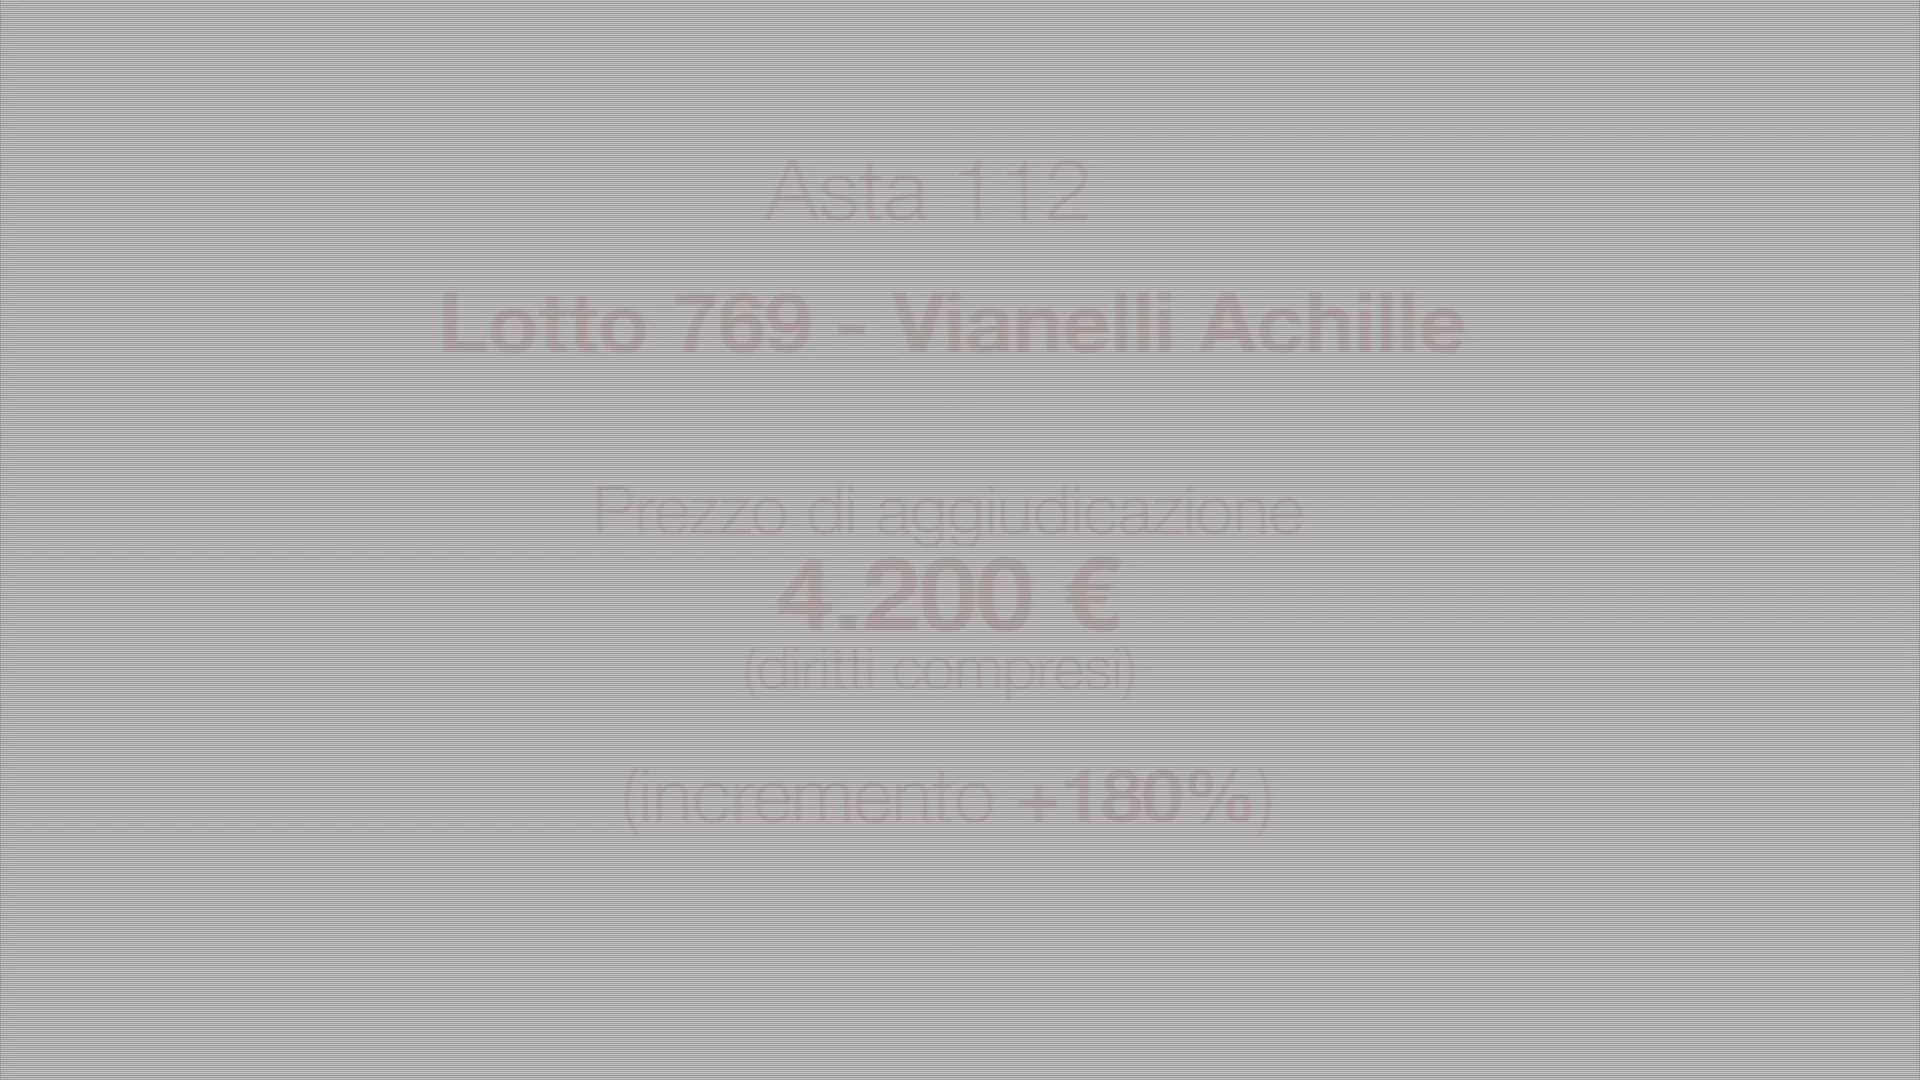 Asta 112
Lotto 769 - Vianelli Achille
Prezzo di aggiudicazione
4.200 €
(diritti compresi)
(incremento +180%)